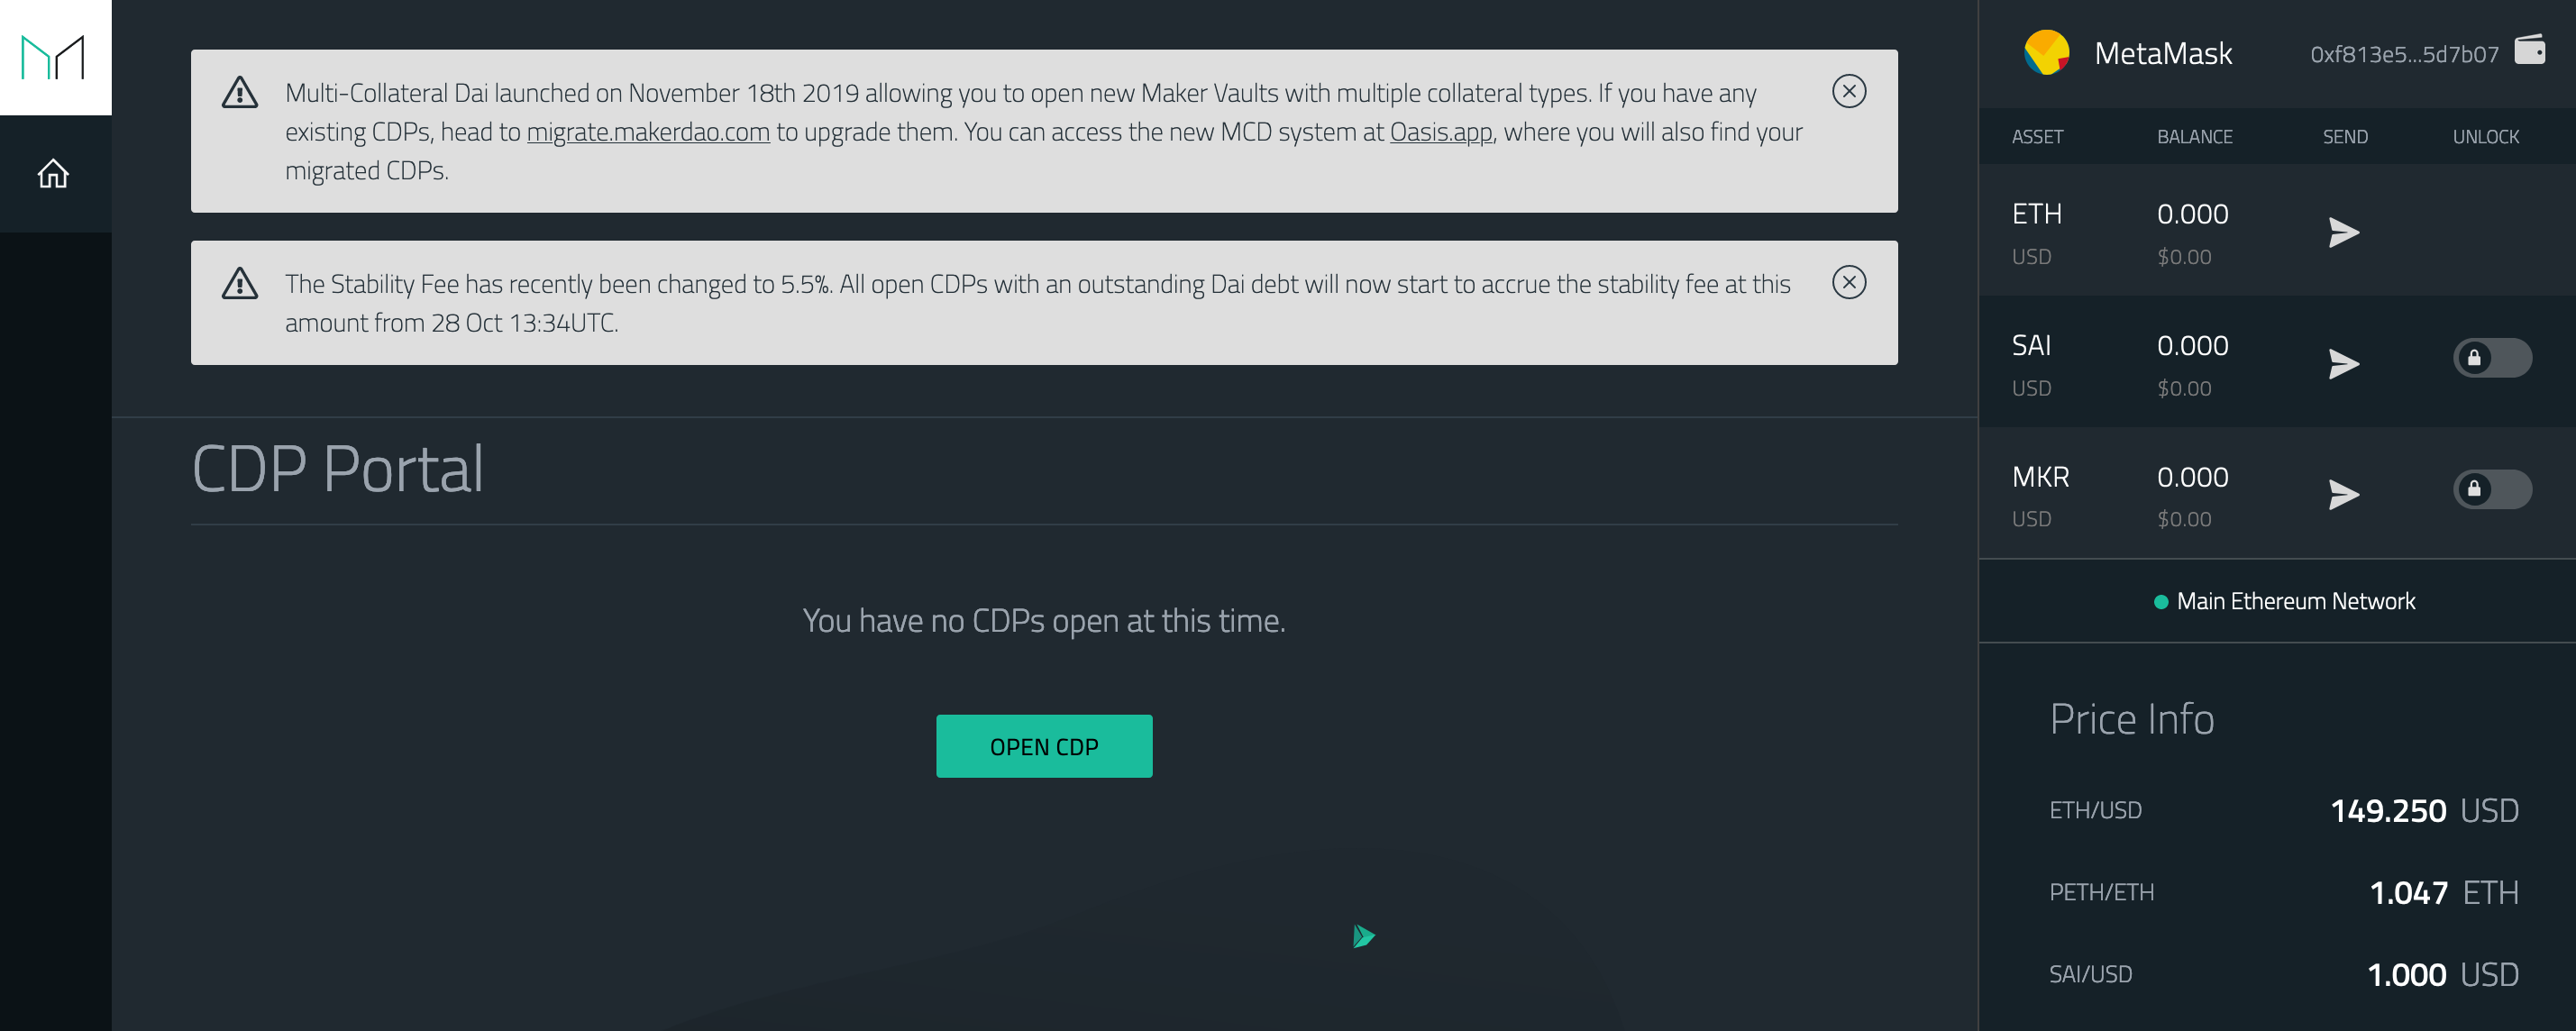 Multi-Collateral Dai launched on November 18th 2019 allowing you to open new Maker Vaults with multiple collateral types. If you have any
existing CDPs, head to migrate.makerdao.com to upgrade them. You can access the new MCD system at Oasis.app, where you will also find your
migrated CDPs.
The Stability Fee has recently been changed to 5.5%. All open CDPs with an outstanding Dai debt will now start to accrue the stability fee at this
amount from 28 Oct 13:34UTC.
CDP Portal
You have no CDPs open at this time.
OPEN CDP
MetaMask 0xf813e5...5d7b07
ASSET BALANCE SEND UNLOCK
ETH 0.000
USD $0.00
SAI 0.000
USD $0.00
MKR 0.000
USD $0.00
Main Ethereum Network
Price Info
ETH/USD 149.250 USD
PETH/ETH 1.047 ETH
SAI/USD 1.000 USD